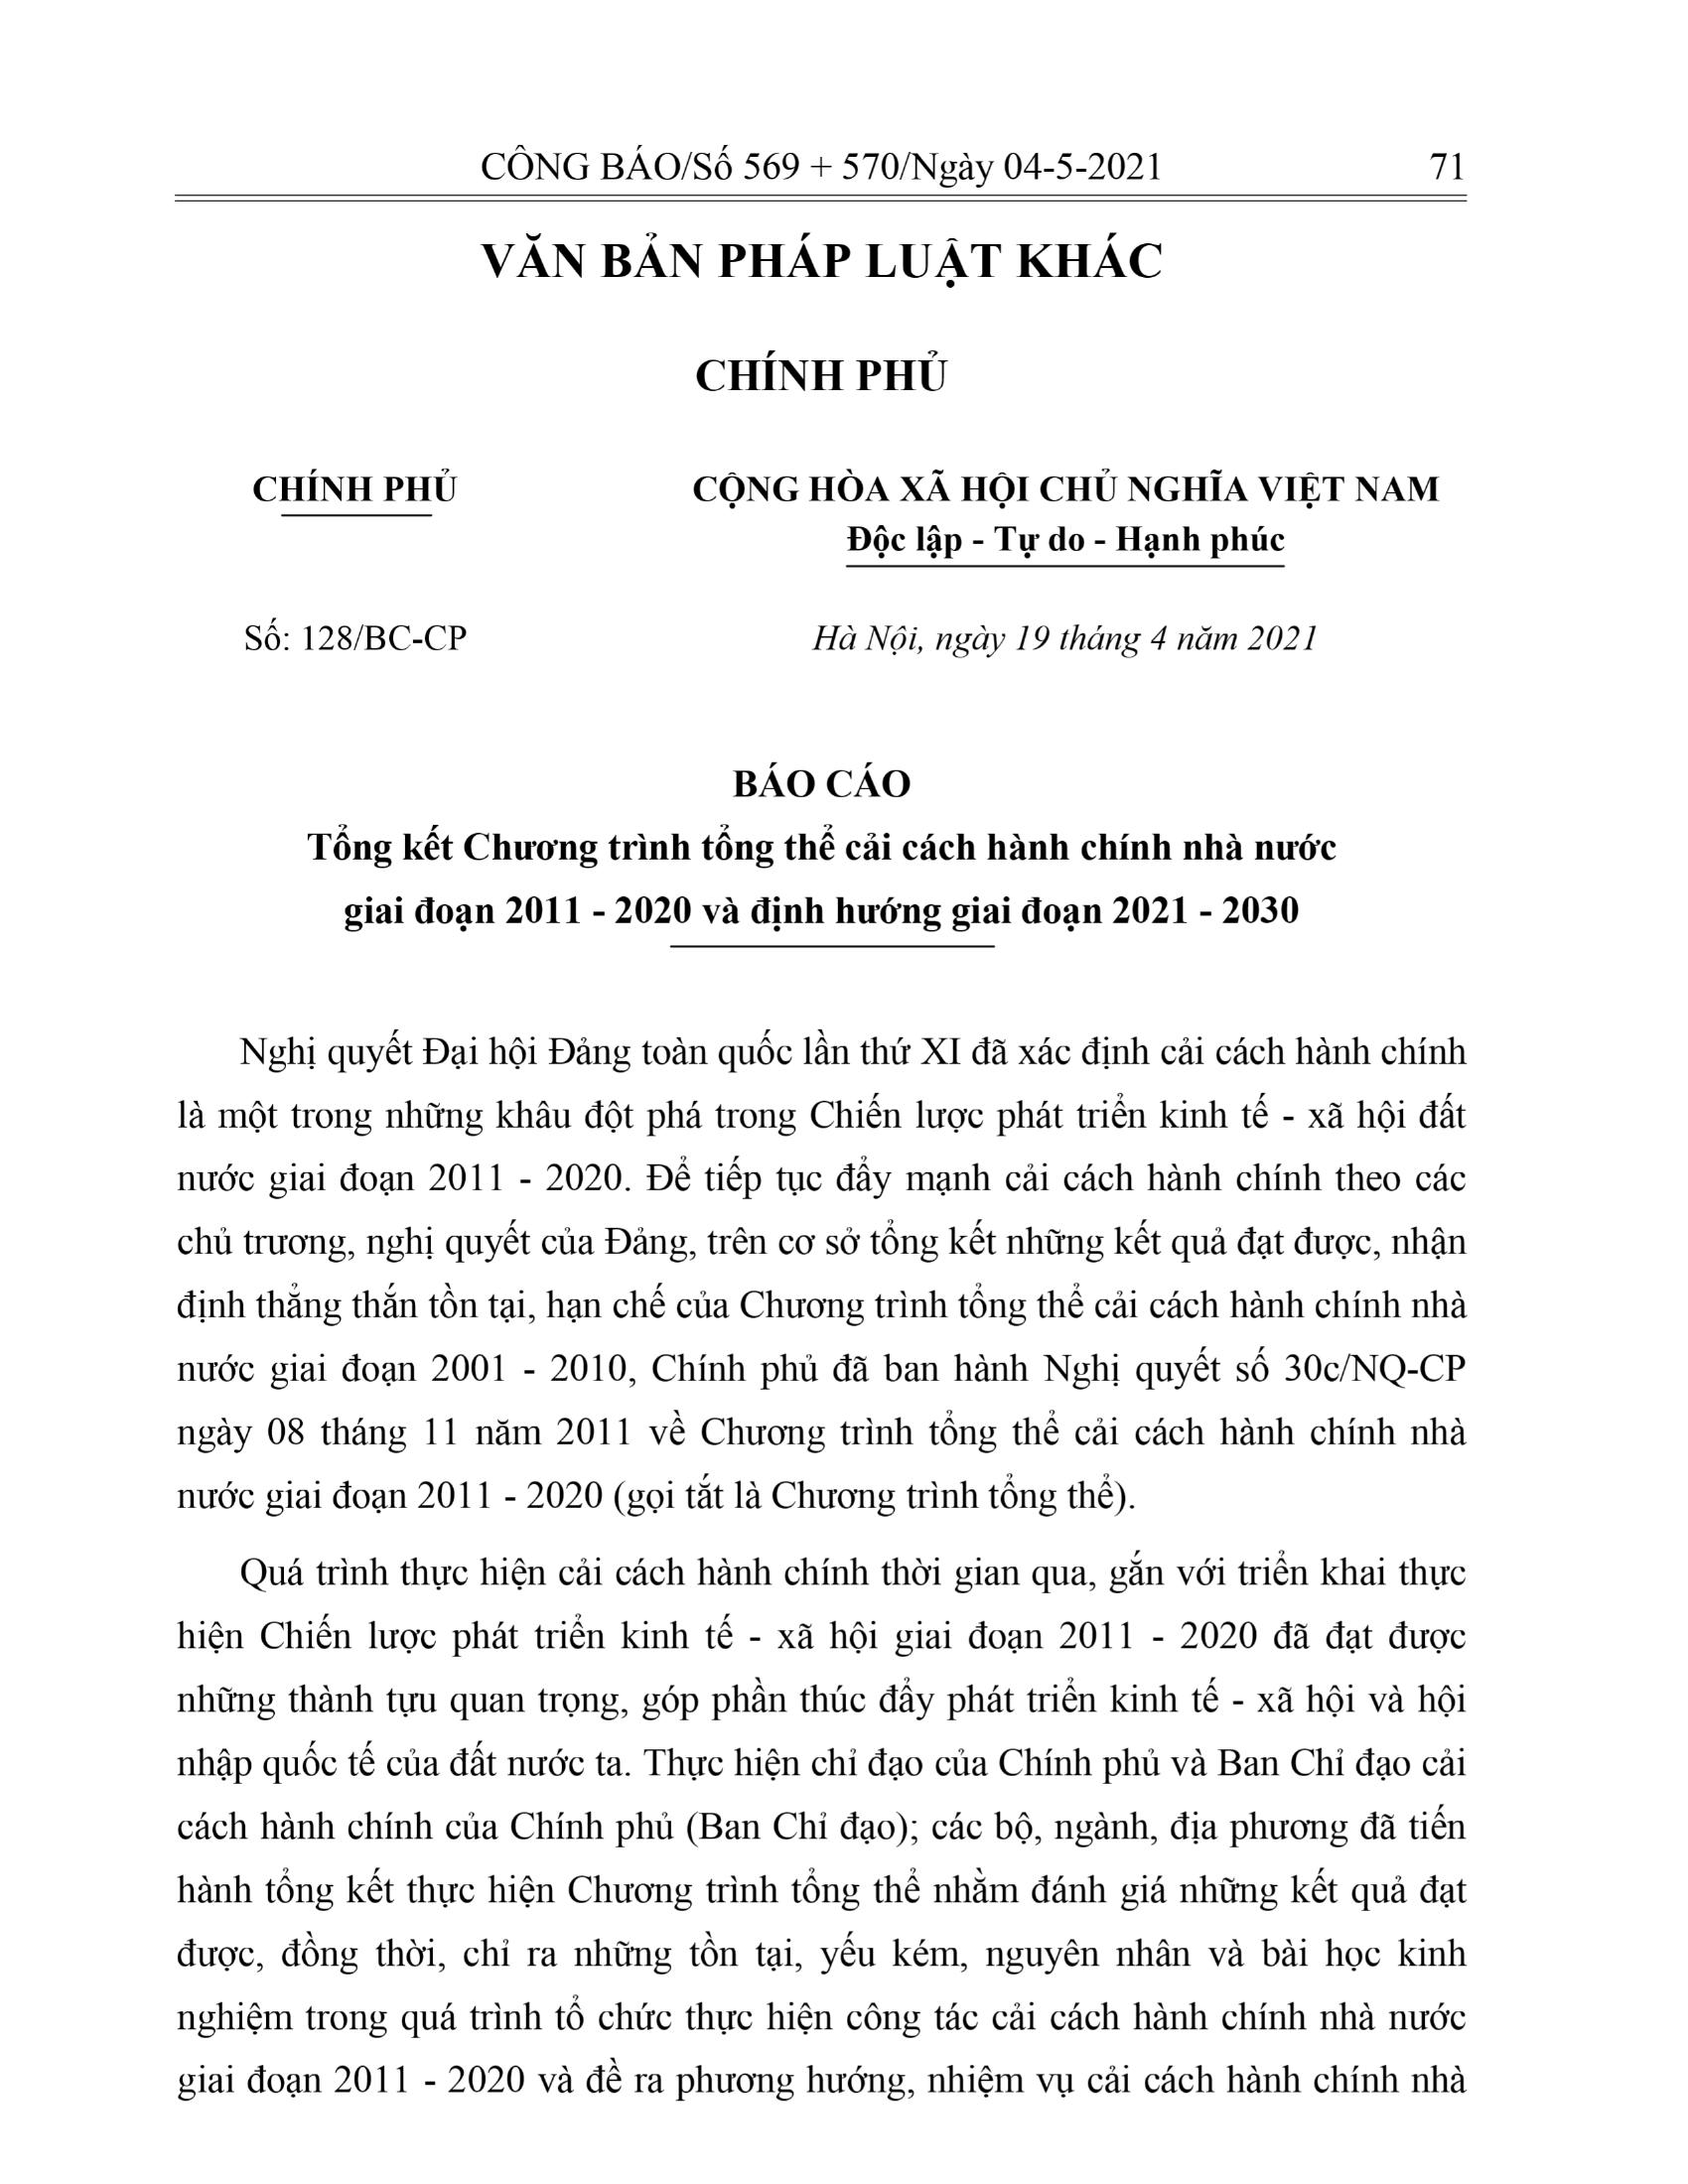 CÔNG BÁO/Số 569 + 570/Ngày 04-5-2021 71
VĂN BẢN PHÁP LUẬT KHÁC
CHÍNH PHỦ
CHÍNH PHỦ
CỘNG HÒA XÃ HỘI CHỦ NGHĨA VIỆT NAM
Độc lập - Tự do - Hạnh phúc
Số: 128/BC-CP
Hà Nội, ngày 19 tháng 4 năm 2021
BÁO CÁO
Tổng kết Chương trình tổng thể cải cách hành chính nhà nước
giai đoạn 2011 - 2020 và định hướng giai đoạn 2021 - 2030
Nghị quyết Đại hội Đảng toàn quốc lần thứ XI đã xác định cải cách hành chính
là một trong những khâu đột phá trong Chiến lược phát triển kinh tế - xã hội đất
nước giai đoạn 2011 - 2020. Để tiếp tục đẩy mạnh cải cách hành chính theo các
chủ trương, nghị quyết của Đảng, trên cơ sở tổng kết những kết quả đạt được, nhận
định thẳng thắn tồn tại, hạn chế của Chương trình tổng thể cải cách hành chính nhà
nước giai đoạn 2001 - 2010, Chính phủ đã ban hành Nghị quyết số 30c/NQ-CP
ngày 08 tháng 11 năm 2011 về Chương trình tổng thể cải cách hành chính nhà
nước giai đoạn 2011 - 2020 (gọi tắt là Chương trình tổng thể).
Quá trình thực hiện cải cách hành chính thời gian qua, gắn với triển khai thực
hiện Chiến lược phát triển kinh tế - xã hội giai đoạn 2011 - 2020 đã đạt được
những thành tựu quan trọng, góp phần thúc đẩy phát triển kinh tế - xã hội và hội
nhập quốc tế của đất nước ta. Thực hiện chỉ đạo của Chính phủ và Ban Chỉ đạo cải
cách hành chính của Chính phủ (Ban Chỉ đạo); các bộ, ngành, địa phương đã tiến
hành tổng kết thực hiện Chương trình tổng thể nhằm đánh giá những kết quả đạt
được, đồng thời, chỉ ra những tồn tại, yếu kém, nguyên nhân và bài học kinh
nghiệm trong quá trình tổ chức thực hiện công tác cải cách hành chính nhà nước
giai đoạn 2011 - 2020 và đề ra phương hướng, nhiệm vụ cải cách hành chính nhà